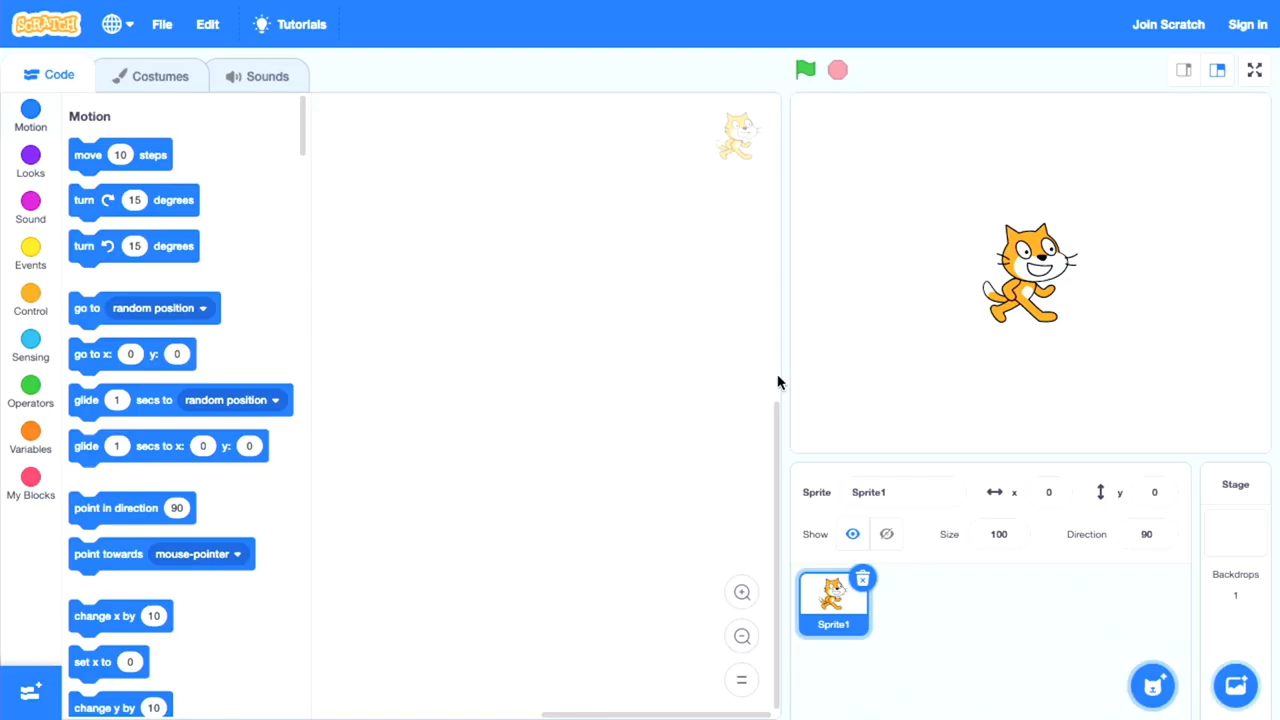 SCRATCH File Edit Tutorials Join Scratch Sign in
Code Costumes Sounds
Motion
Looks
Sound
Events
Control
Sensing
Operators
Variables
My Blocks
Motion
move 10 steps
turn 15 degrees
turn 15 degrees
go to random position
go to x: 0 y: 0
glide 1 secs to random position
glide 1 secs to x: 0 y: 0
point in direction 90
point towards mouse-pointer
change x by 10
set x to 0
change y by 10
Sprite Sprite1 x 0 y 0
Show Size 100 Direction 90
Sprite1
Stage
Backdrops
1